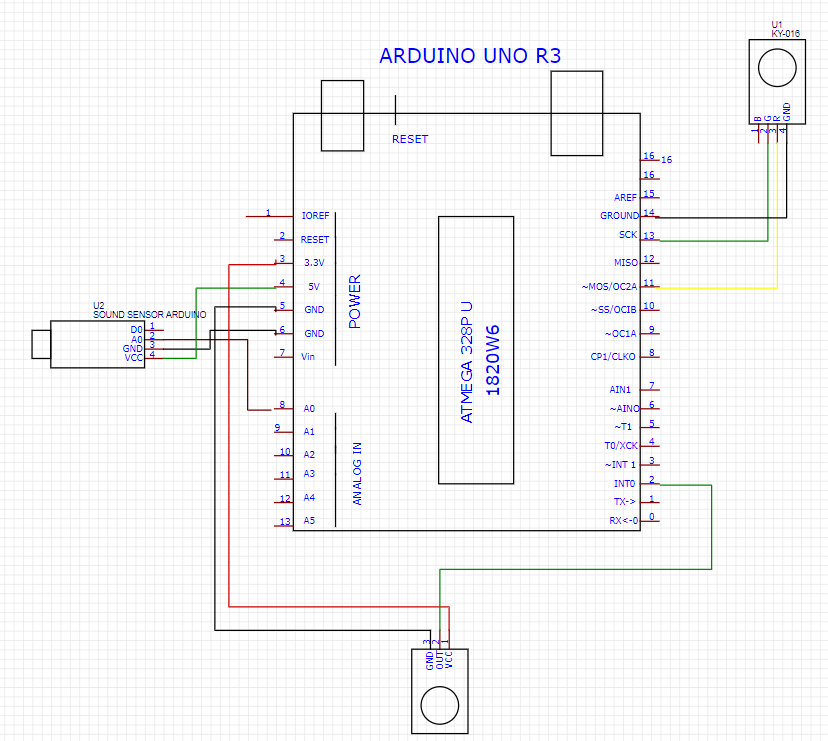 U1
KY-016
ARDUINO UNO R3
B
G
R
GND
1
2
3
4
RESET
16
16
16
AREF
15
GROUND
14
SCK
13
MISO
12
~MOS/OC2A
11
~SS/OCIB
10
~OC1A
9
CP1/CLKO
8
AIN1
7
~AINO
6
~T1
5
T0/XCK
4
~INT 1
3
INT0
2
TX->
1
RX<-0
0
1
IOREF
2
RESET
3
3.3V
4
5V
5
GND
6
GND
7
Vin
POWER
8
A0
9
A1
10
A2
11
A3
12
A4
13
A5
ANALOG IN
ATMEGA 328P U
1820W6
U2
SOUND SENSOR ARDUINO
D0
1
A0
2
GND
3
VCC
4
3
2
1
GND
OUT
VCC